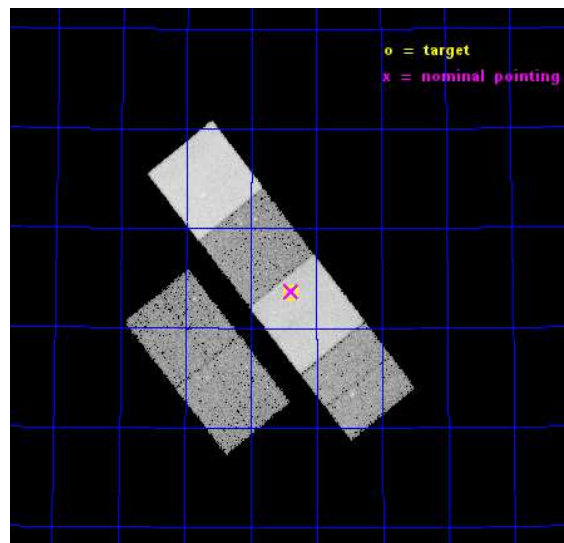 o = target
x = nominal pointing